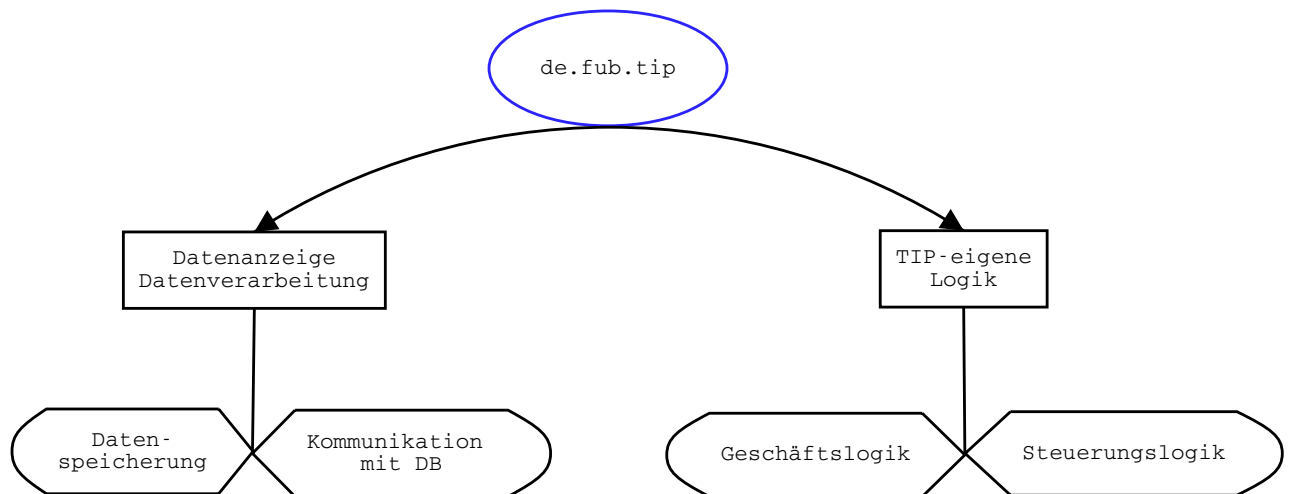 de.fub.tip
Datenanzeige
Datenverarbeitung
TIP-eigene
Logik
Daten-
speicherung
Kommunikation
mit DB
Geschäftslogik
Steuerungslogik